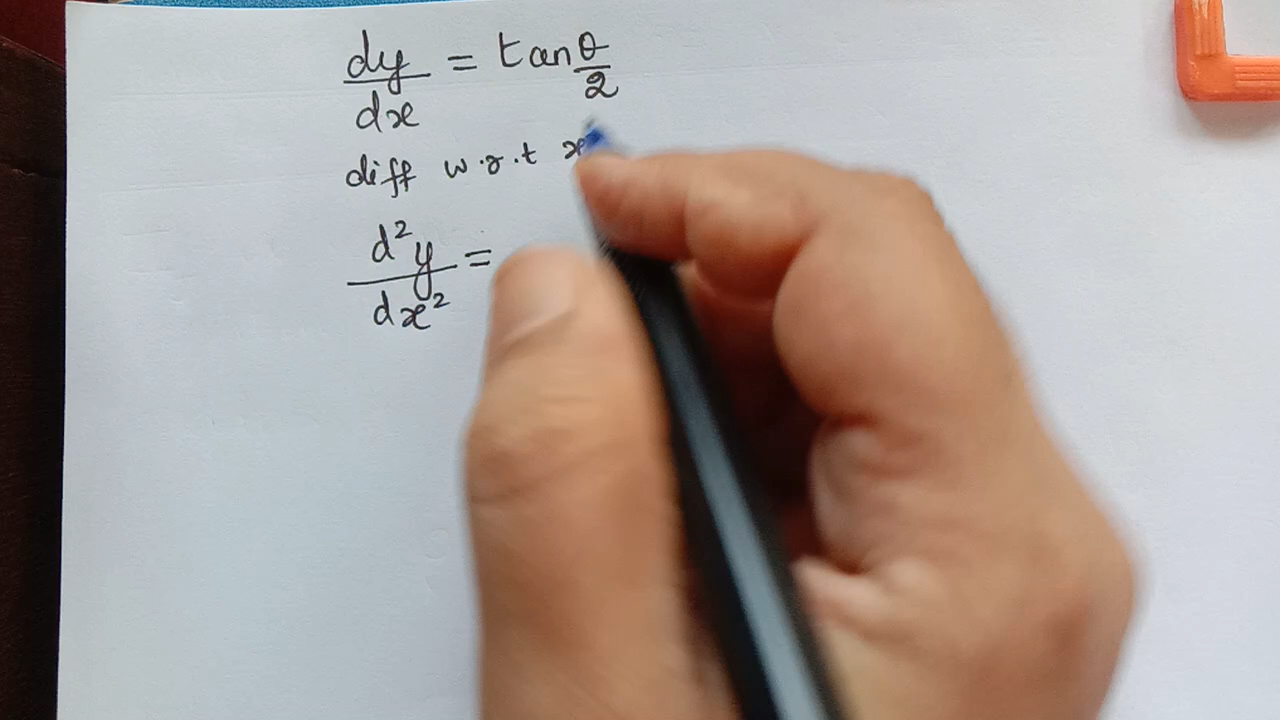 dy/dx = tan θ/2
diff w.r.t x
d²y/dx² =